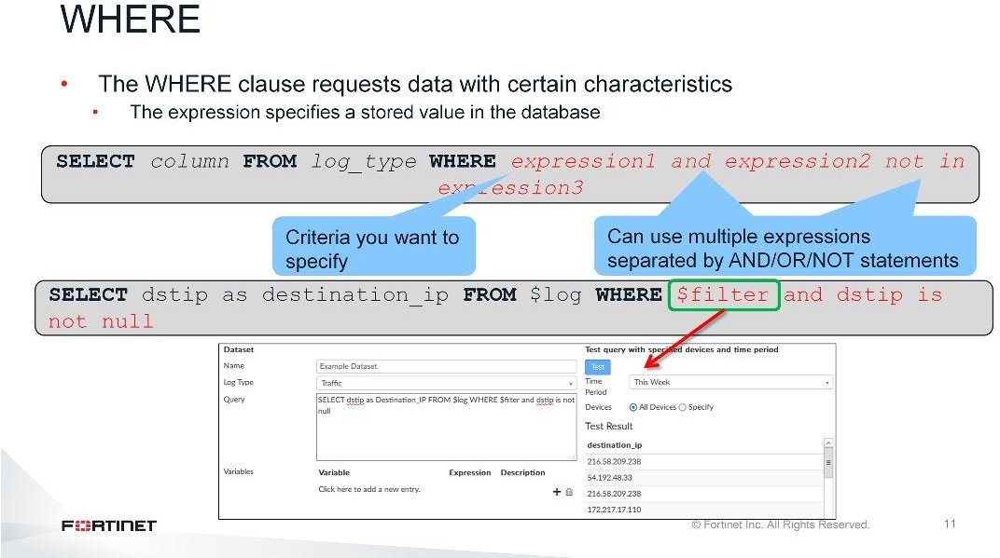 WHERE
• The WHERE clause requests data with certain characteristics
• The expression specifies a stored value in the database
SELECT column FROM log_type WHERE expression1 and expression2 not in
expression3
Criteria you want to
specify
Can use multiple expressions
separated by AND/OR/NOT statements
SELECT dstip as destination_ip FROM $log WHERE $filter and dstip is
not null
Dataset
Name
Example Dataset
Log Type
Traffic
Query
SELECT dstip as Destination_IP FROM $log WHERE $filter and dstip is not
null
Variables
Variable Expression Description
Click here to add a new entry.
Test query with specified devices and time period
Test
Time
Period
This Week
Devices
All Devices Specify
Test Result
destination_ip
216.58.209.238
54.192.48.33
216.58.209.238
172.217.17.110
FORTINET
© Fortinet Inc. All Rights Reserved.
11